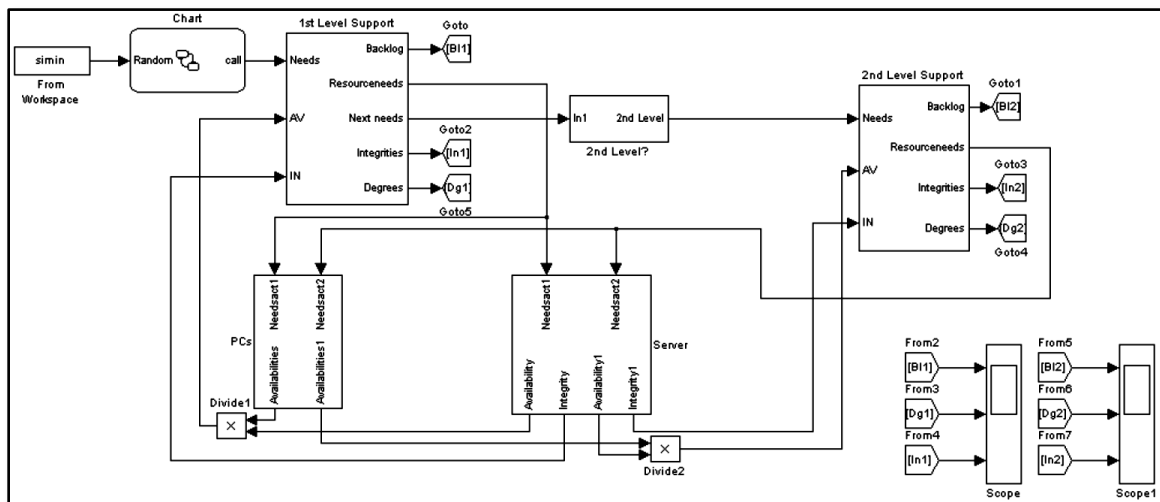 Chart
simin
From
Workspace
Random
call
1st Level Support
Needs
AV
IN
Backlog
Resourceneeds
Next needs
Integrities
Degrees
Goto
[Bl1]
Goto2
[In1]
[Dg1]
Goto5
In1
2nd Level
2nd Level?
2nd Level Support
Needs
AV
IN
Backlog
Resourceneeds
Integrities
Degrees
Goto1
[Bl2]
Goto3
[In2]
[Dg2]
Goto4
PCs
Needsact1
Needsact2
Availabilities
Availabilities1
Server
Needsact1
Needsact2
Availability
Integrity
Availability1
Integrity1
Divide1
×
Divide2
×
From2
[Bl1]
From3
[Dg1]
From4
[In1]
Scope
From5
[Bl2]
From6
[Dg2]
From7
[In2]
Scope1